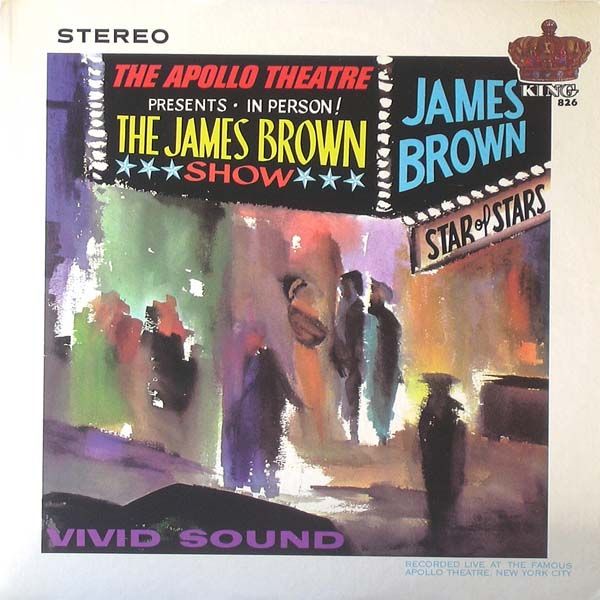 STEREO
THE APOLLO THEATRE
PRESENTS · IN PERSON!
THE JAMES BROWN
★★★SHOW★★★
JAMES
BROWN
STAR of STARS
KING
826
VIVID SOUND
RECORDED LIVE AT THE FAMOUS
APOLLO THEATRE, NEW YORK CITY